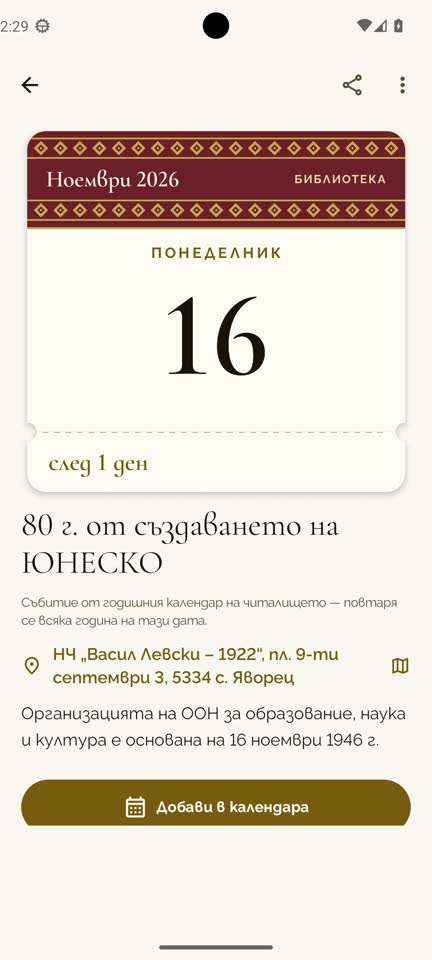 2:29
Ноември 2026
БИБЛИОТЕКА
ПОНЕДЕЛНИК
16
след 1 ден
80 г. от създаването на
ЮНЕСКО
Събитие от годишния календар на читалището — повтаря
се всяка година на тази дата.
НЧ „Васил Левски – 1922“, пл. 9-ти
септември 3, 5334 с. Яворец
Организацията на ООН за образование, наука
и култура е основана на 16 ноември 1946 г.
Добави в календара